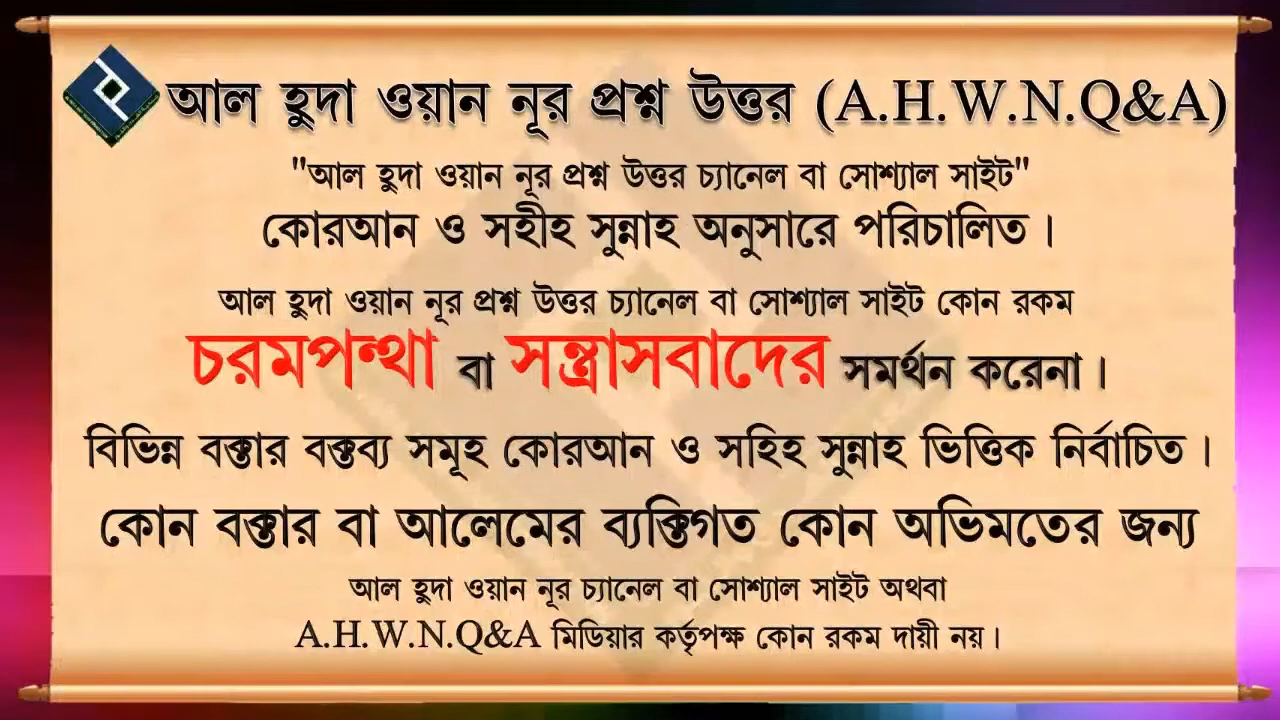 আল হুদা ওয়ান নূর প্রশ্ন উত্তর (A.H.W.N.Q&A)
"আল হুদা ওয়ান নূর প্রশ্ন উত্তর চ্যানেল বা সোশ্যাল সাইট"
কোরআন ও সহীহ সুন্নাহ অনুসারে পরিচালিত।
আল হুদা ওয়ান নূর প্রশ্ন উত্তর চ্যানেল বা সোশ্যাল সাইট কোন রকম
চরমপন্থা বা সন্ত্রাসবাদের সমর্থন করেনা।
বিভিন্ন বক্তার বক্তব্য সমূহ কোরআন ও সহিহ সুন্নাহ ভিত্তিক নির্বাচিত।
কোন বক্তার বা আলেমের ব্যক্তিগত কোন অভিমতের জন্য
আল হুদা ওয়ান নূর চ্যানেল বা সোশ্যাল সাইট অথবা
A.H.W.N.Q&A মিডিয়ার কর্তৃপক্ষ কোন রকম দায়ী নয়।